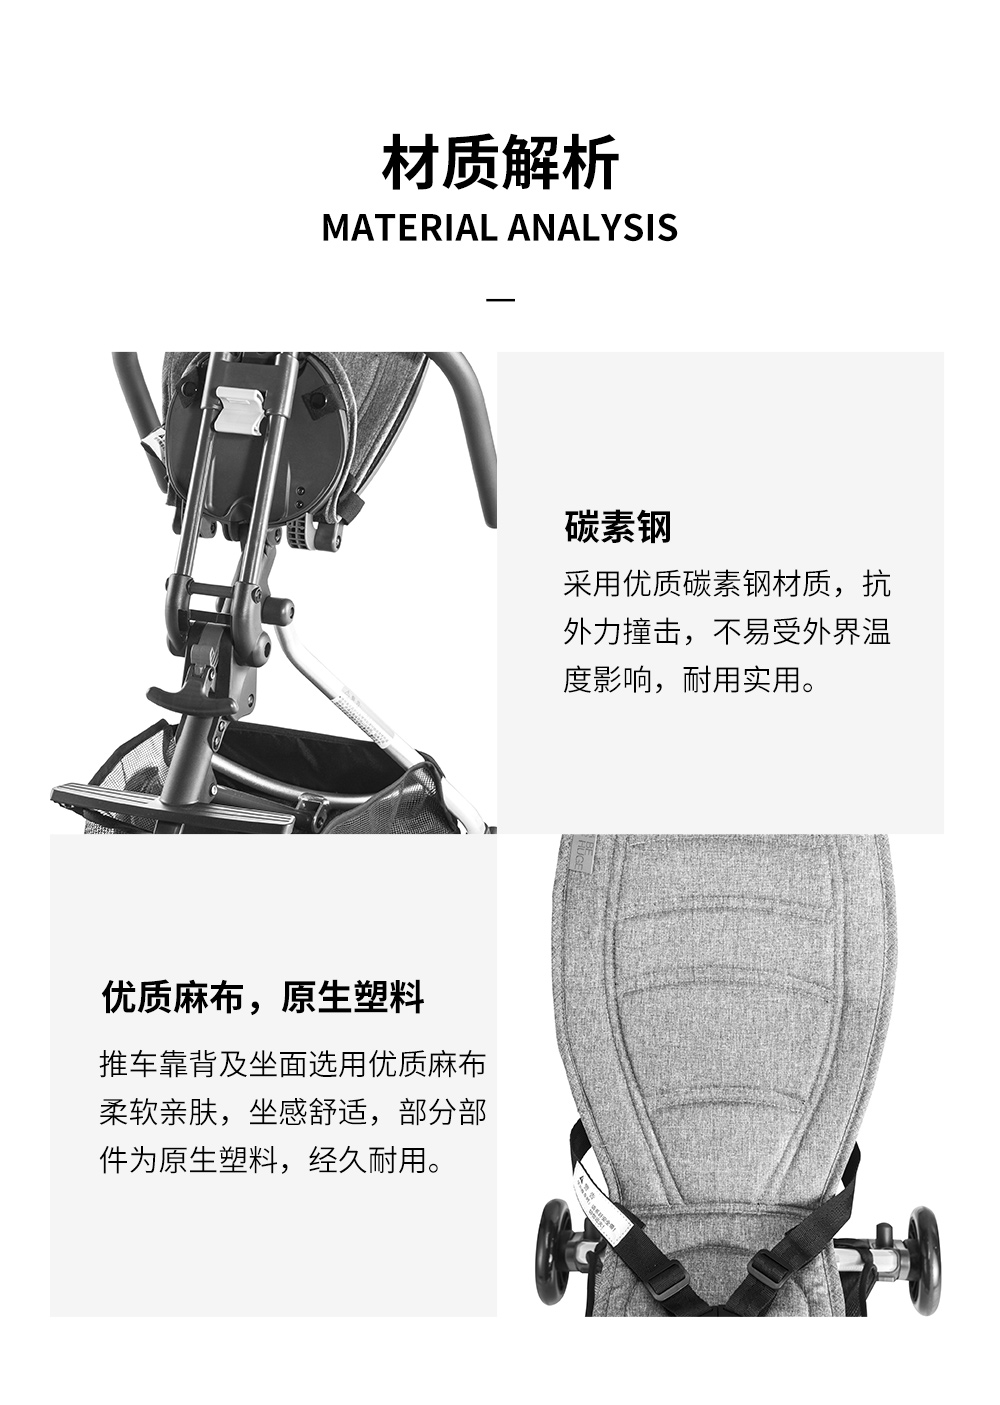 材质解析
MATERIAL ANALYSIS
碳素钢
采用优质碳素钢材质，抗
外力撞击，不易受外界温
度影响，耐用实用。
优质麻布，原生塑料
推车靠背及坐面选用优质麻布
柔软亲肤，坐感舒适，部分部
件为原生塑料，经久耐用。